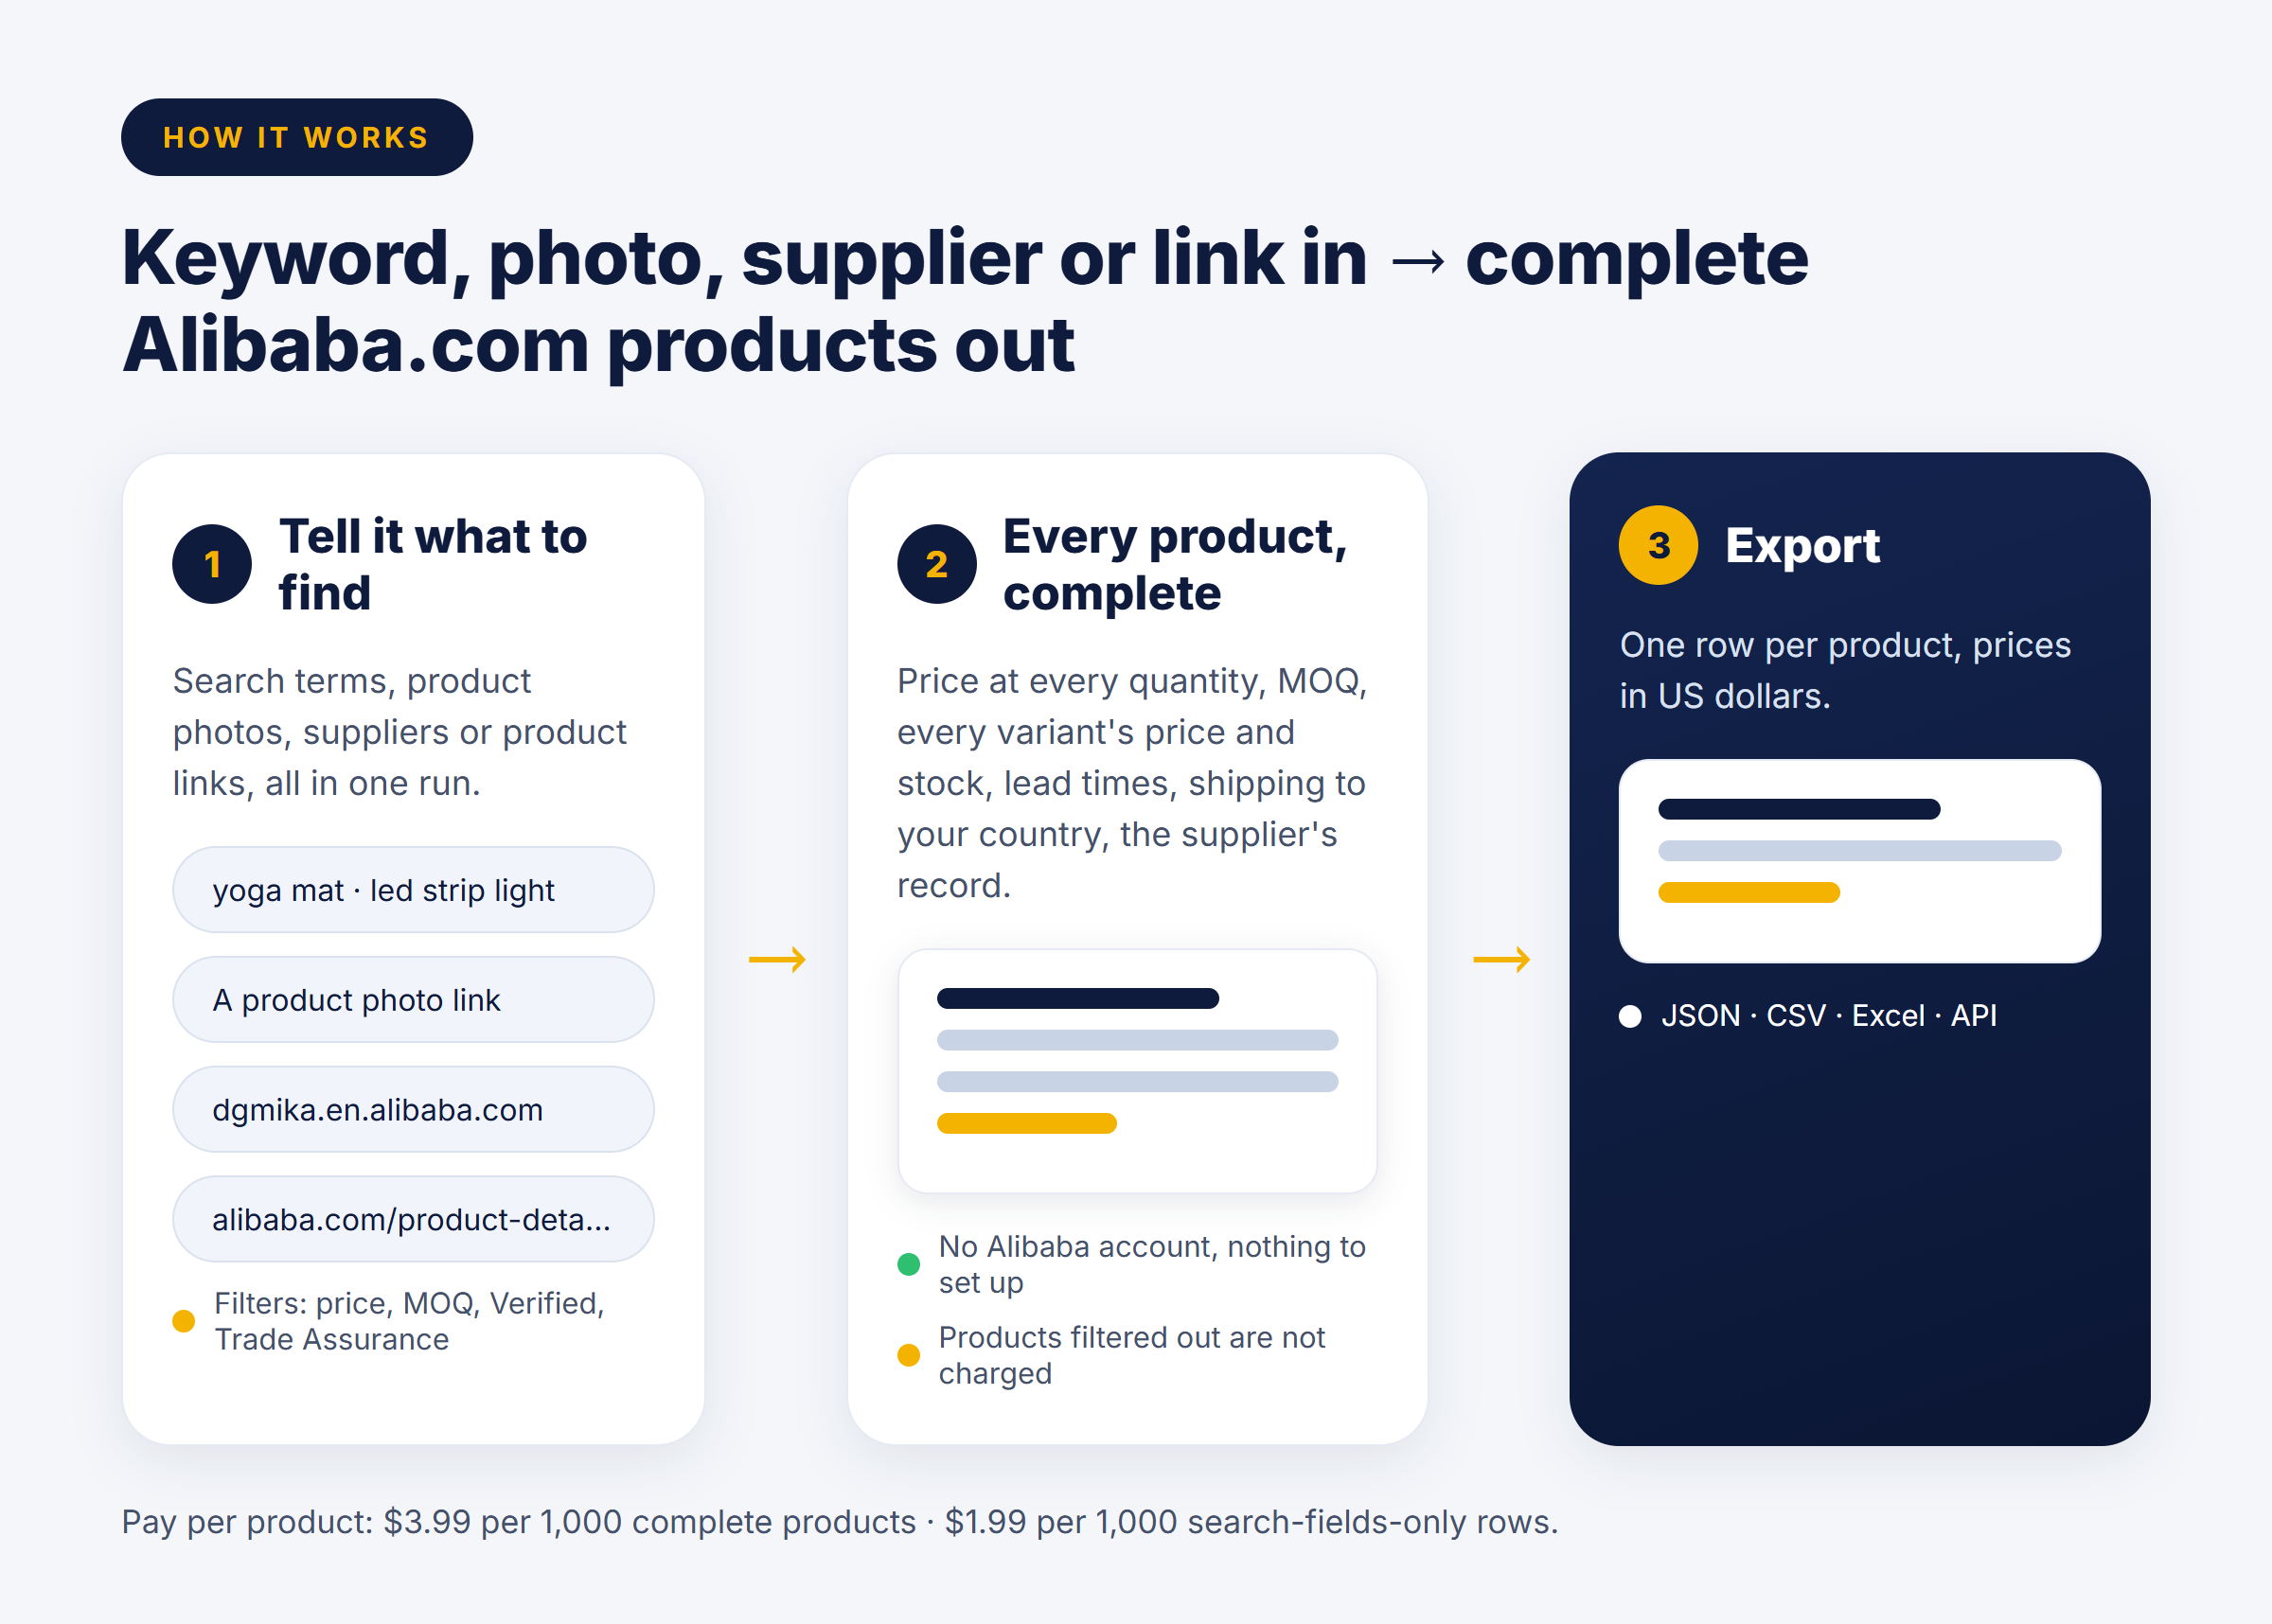 HOW IT WORKS
Keyword, photo, supplier or link in → complete
Alibaba.com products out
1
Tell it what to
find
Search terms, product
photos, suppliers or product
links, all in one run.
yoga mat · led strip light
A product photo link
dgmika.en.alibaba.com
alibaba.com/product-deta...
Filters: price, MOQ, Verified,
Trade Assurance
→
2
Every product,
complete
Price at every quantity, MOQ,
every variant's price and
stock, lead times, shipping to
your country, the supplier's
record.
No Alibaba account, nothing to
set up
Products filtered out are not
charged
→
3
Export
One row per product, prices
in US dollars.
JSON · CSV · Excel · API
Pay per product: $3.99 per 1,000 complete products · $1.99 per 1,000 search-fields-only rows.